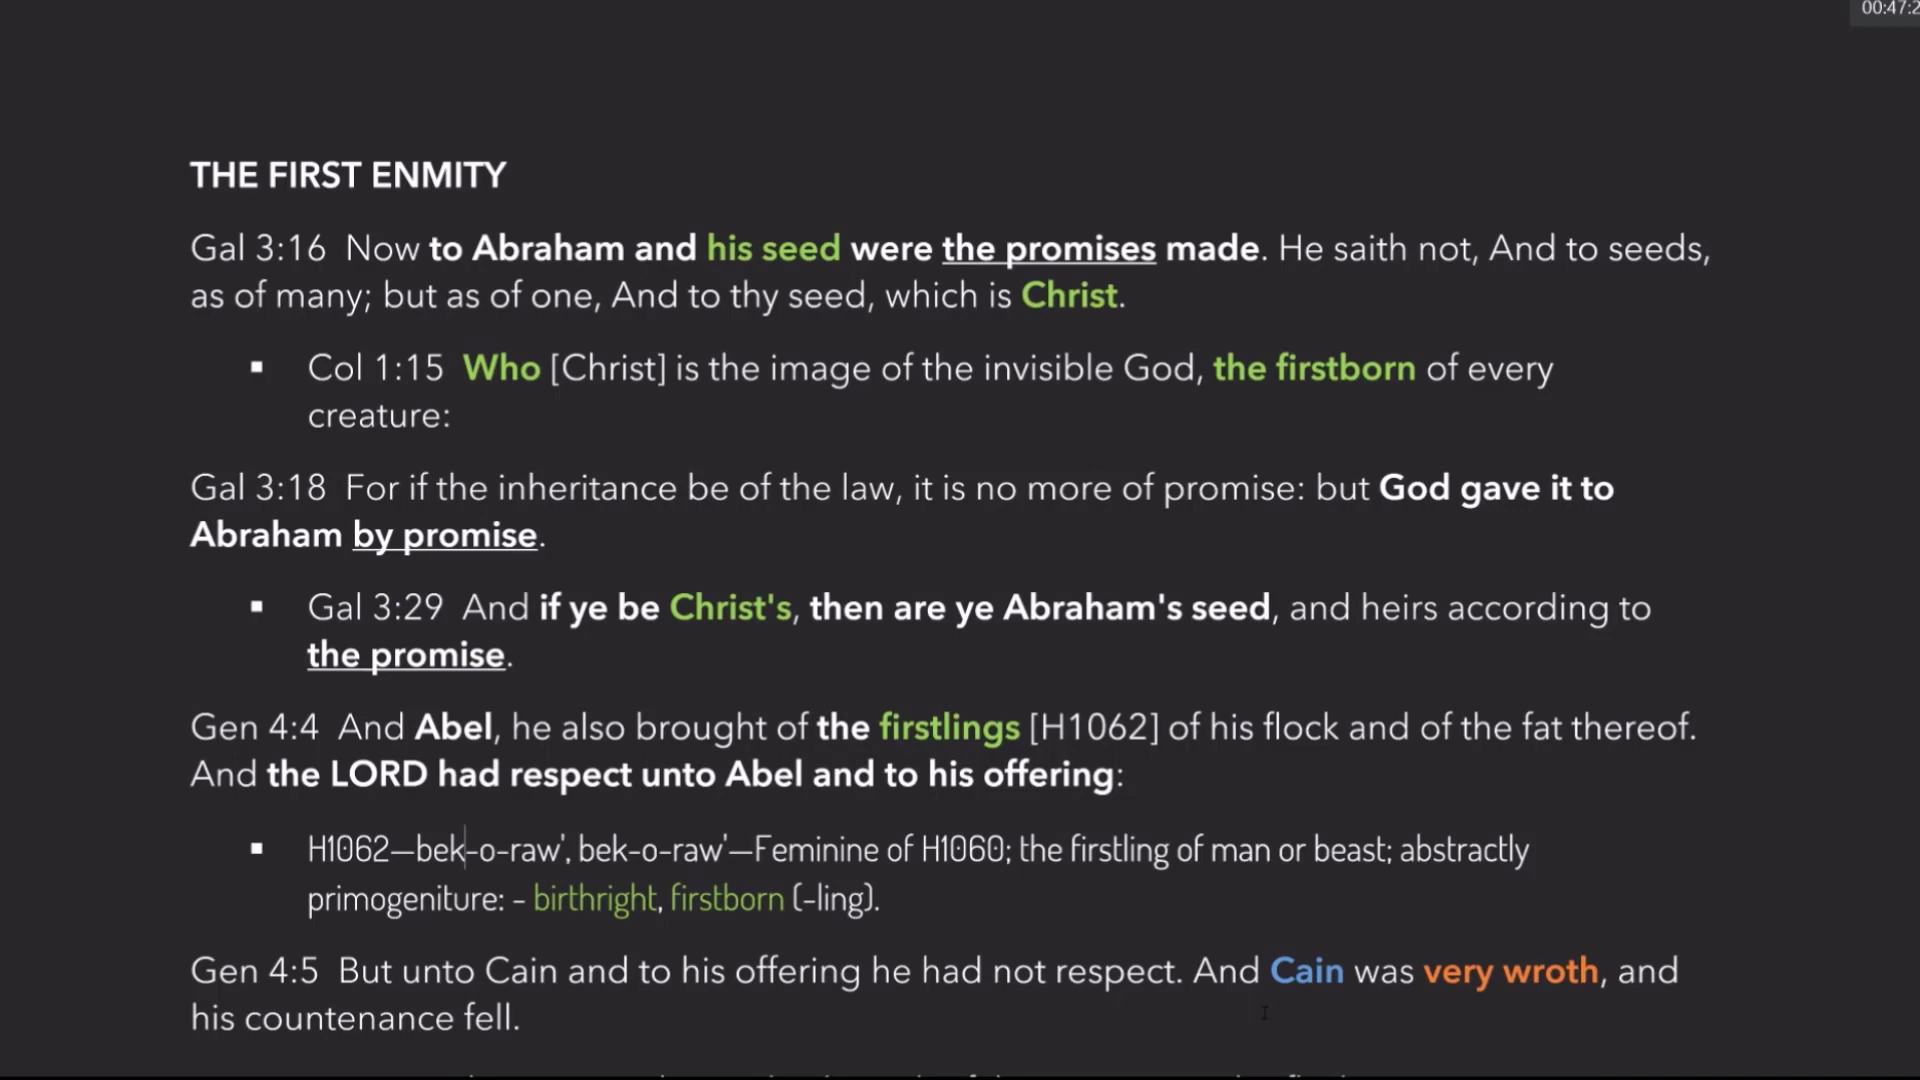 00:47:2
THE FIRST ENMITY
Gal 3:16 Now to Abraham and his seed were the promises made. He saith not, And to seeds,
as of many; but as of one, And to thy seed, which is Christ.
▪ Col 1:15 Who [Christ] is the image of the invisible God, the firstborn of every
creature:
Gal 3:18 For if the inheritance be of the law, it is no more of promise: but God gave it to
Abraham by promise.
▪ Gal 3:29 And if ye be Christ's, then are ye Abraham's seed, and heirs according to
the promise.
Gen 4:4 And Abel, he also brought of the firstlings [H1062] of his flock and of the fat thereof.
And the LORD had respect unto Abel and to his offering:
▪ H1062—bek-o-raw', bek-o-raw'—Feminine of H1060; the firstling of man or beast; abstractly
primogeniture: - birthright, firstborn (-ling).
Gen 4:5 But unto Cain and to his offering he had not respect. And Cain was very wroth, and
his countenance fell.